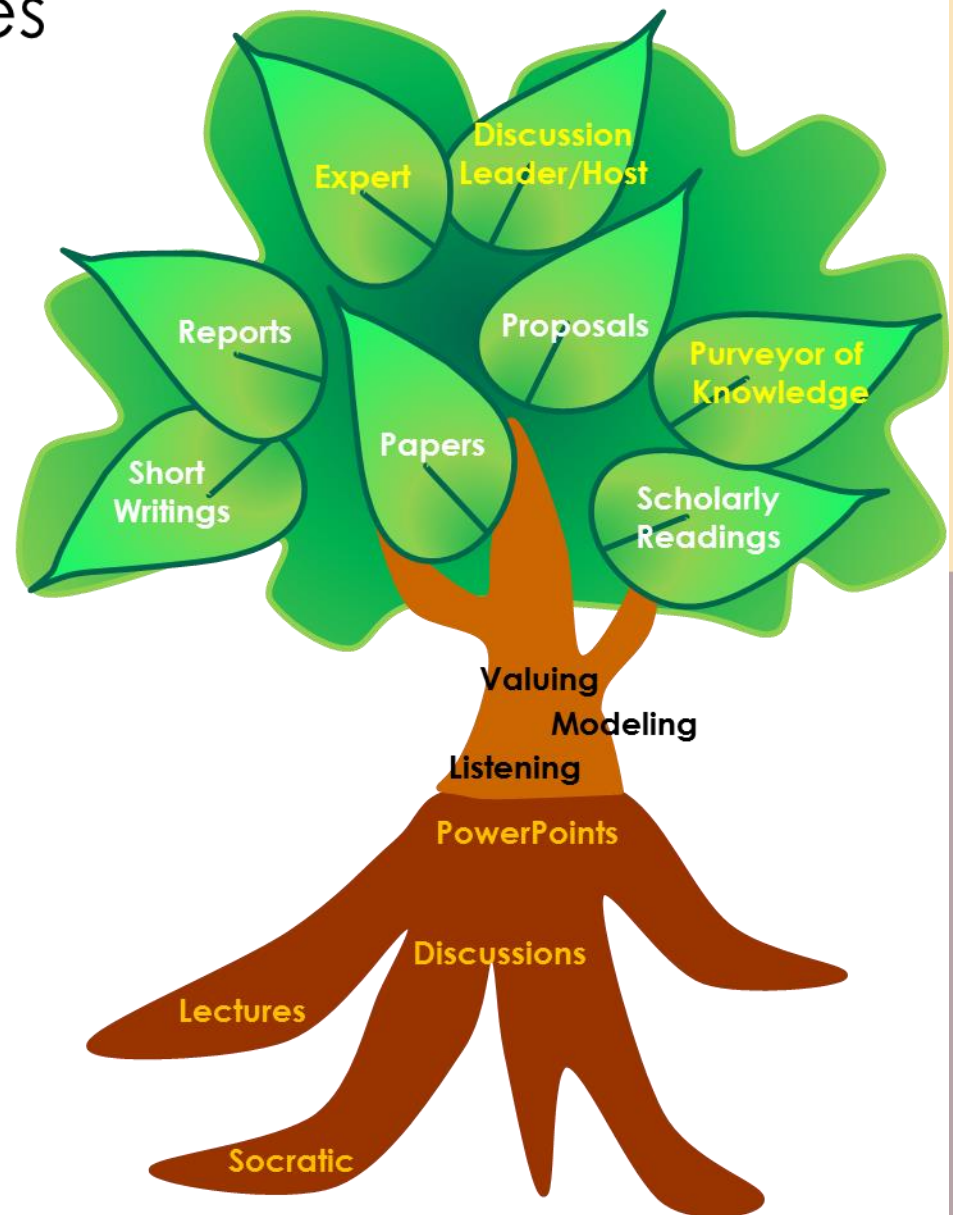 es
Discussion
Leader/Host
Expert
Reports
Proposals
Purveyor of
Knowledge
Papers
Short
Writings
Scholarly
Readings
Valuing
Modeling
Listening
PowerPoints
Discussions
Lectures
Socratic